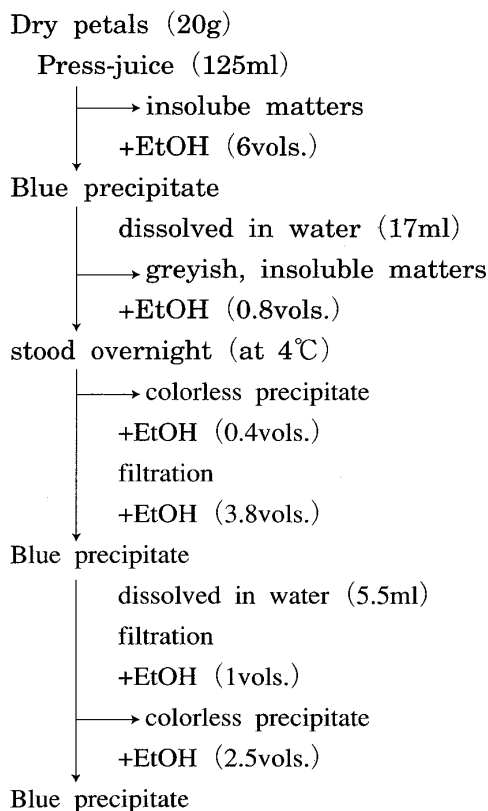 Dry petals (20g)
Press-juice (125ml)
insolube matters
+EtOH (6vols.)
Blue precipitate
dissolved in water (17ml)
greyish, insoluble matters
+EtOH (0.8vols.)
stood overnight (at 4℃)
colorless precipitate
+EtOH (0.4vols.)
filtration
+EtOH (3.8vols.)
Blue precipitate
dissolved in water (5.5ml)
filtration
+EtOH (1vols.)
colorless precipitate
+EtOH (2.5vols.)
Blue precipitate